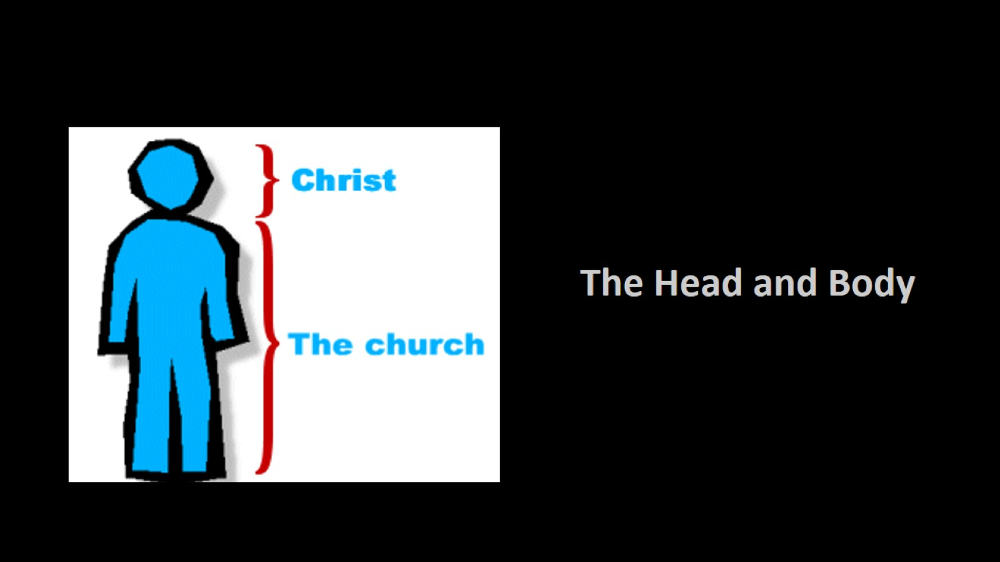 Christ
The church
The Head and Body